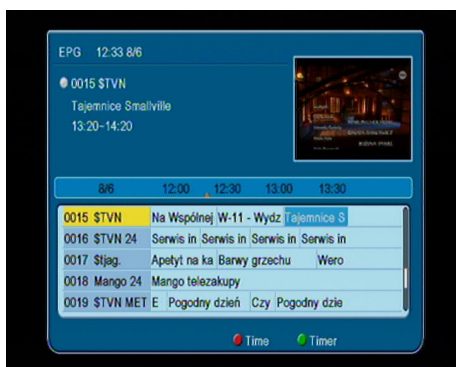 EPG 12:33 8/6
0015 $TVN
Tajemnice Smallville
13:20-14:20
8/6 12:00 12:30 13:00 13:30
0015 $TVN Na Wspólnej W-11 - Wydz Tajemnice S
0016 $TVN 24 Serwis in Serwis in Serwis in Serwis in
0017 $tjag. Apetyt na ka Barwy grzechu Wero
0018 Mango 24 Mango telezakupy
0019 $TVN MET E Pogodny dzień Czy Pogodny dzie
Time Timer